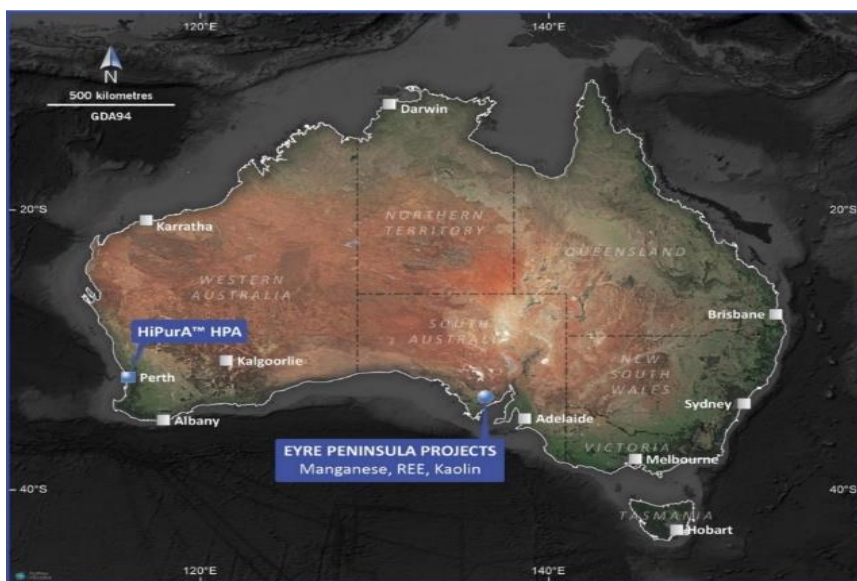 120°E
140°E
N
500 kilometres
GDA94
Darwin
20°S
20°S
Karratha
NORTHERN
TERRITORY
QUEENSLAND
WESTERN
AUSTRALIA
HiPurA™ HPA
SOUTH
AUSTRALI
Brisbane
Kalgoorlie
Perth
NEW
SOUTH
WALES
Sydney
Albany
Adelaide
EYRE PENINSULA PROJECTS
Manganese, REE, Kaolin
VICTORIA
Melbourne
40°S
40°S
TASMANIA
Hobart
120°E
140°E